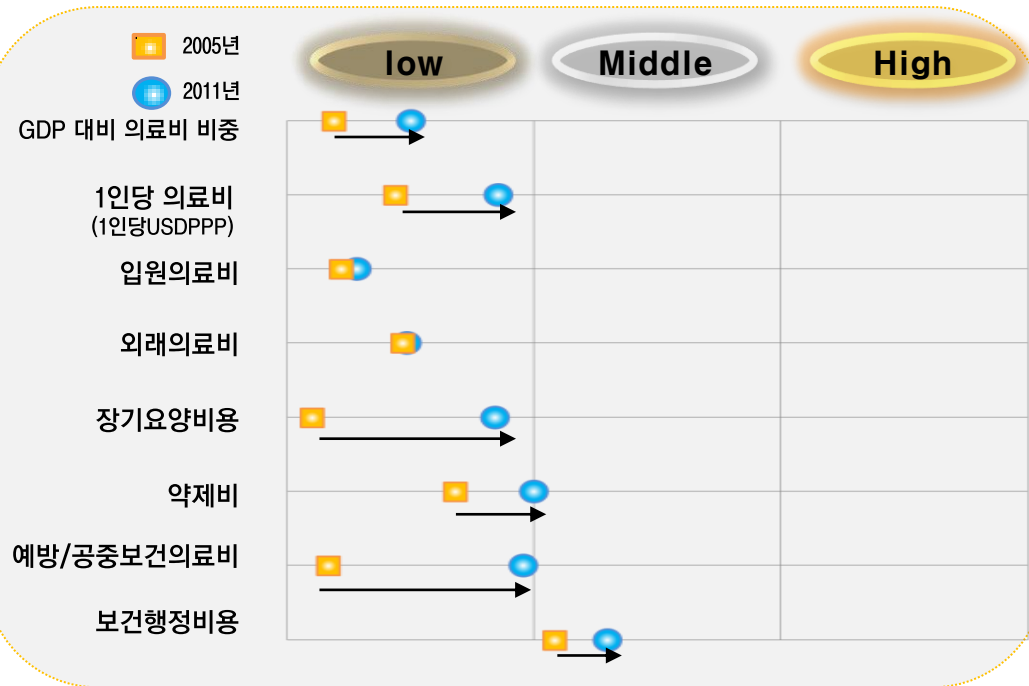 2005년
2011년
low
Middle
High
GDP 대비 의료비 비중
1인당 의료비
(1인당USDPPP)
입원의료비
외래의료비
장기요양비용
약제비
예방/공중보건의료비
보건행정비용